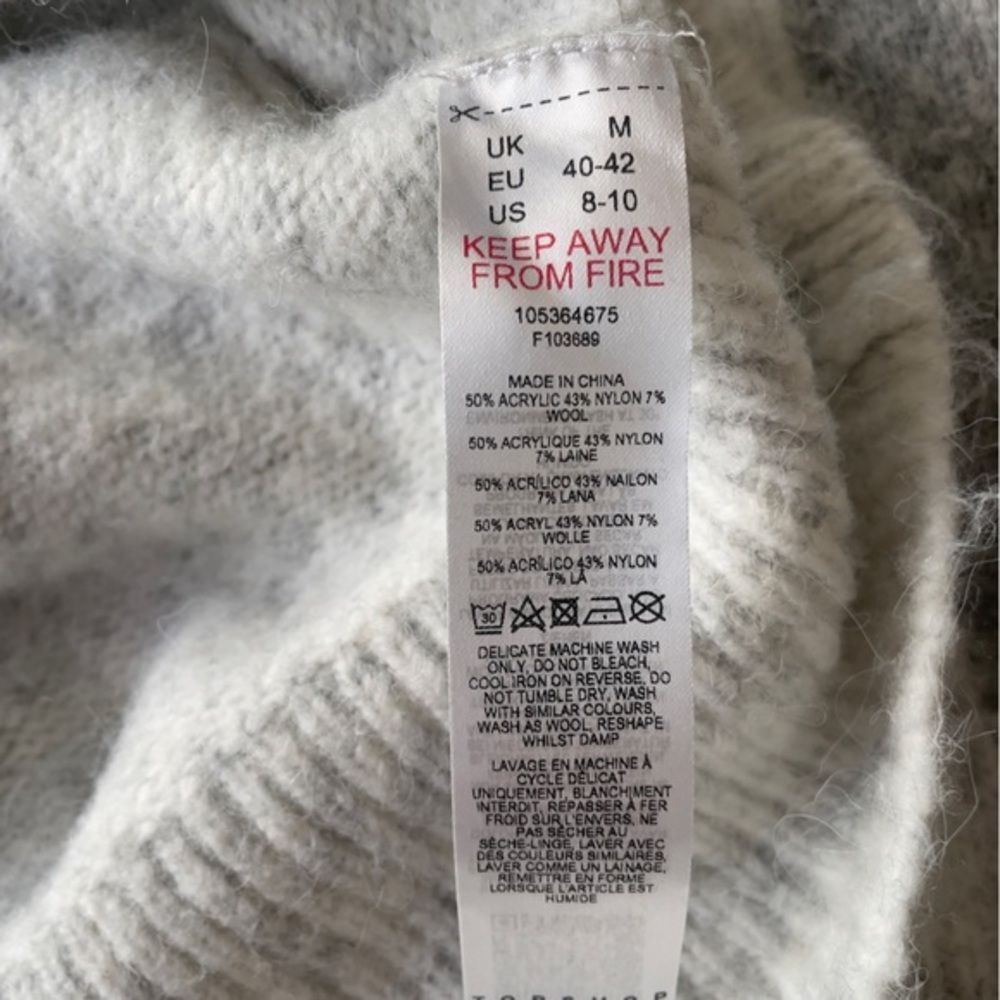 UK M
EU 40-42
US 8-10
KEEP AWAY
FROM FIRE
105364675
F103689
MADE IN CHINA
50% ACRYLIC 43% NYLON 7%
WOOL
50% ACRYLIQUE 43% NYLON
7% LAINE
50% ACRÍLICO 43% NAILON
7% LANA
50% ACRYL 43% NYLON 7%
WOLLE
50% ACRÍLICO 43% NYLON
7% LÃ
30
DELICATE MACHINE WASH
ONLY, DO NOT BLEACH,
COOL IRON ON REVERSE, DO
NOT TUMBLE DRY, WASH
WITH SIMILAR COLOURS,
WASH AS WOOL, RESHAPE
WHILST DAMP
LAVAGE EN MACHINE À
CYCLE DÉLICAT
UNIQUEMENT, BLANCHIMENT
INTERDIT, REPASSER À FER
FROID SUR L'ENVERS, NE
PAS SÉCHER AU
SÈCHE-LINGE, LAVER AVEC
DES COULEURS SIMILAIRES,
LAVER COMME UN LAINAGE,
REMETTRE EN FORME
LORSQUE L'ARTICLE EST
HUMIDE
TOPSHOP